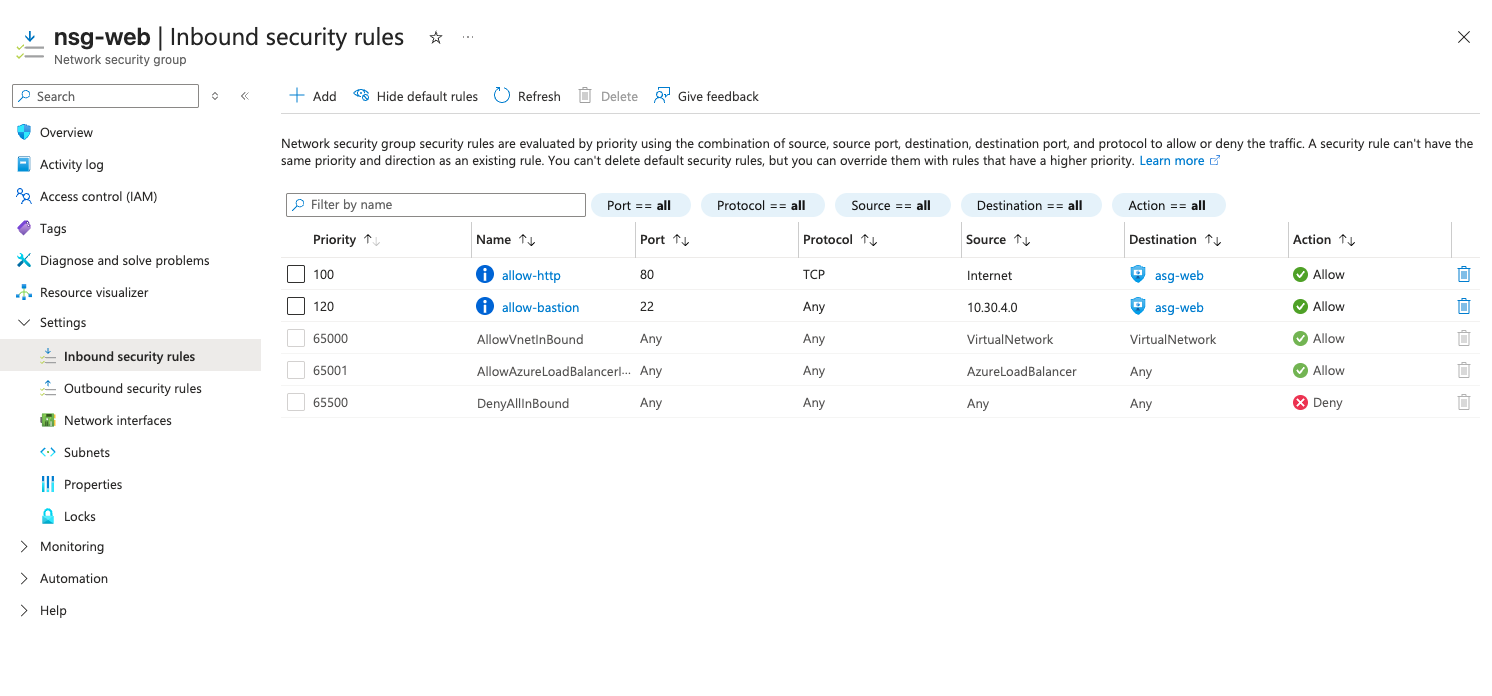 nsg-web | Inbound security rules
Network security group
Search
Add
Hide default rules
Refresh
Delete
Give feedback
Overview
Activity log
Access control (IAM)
Tags
Diagnose and solve problems
Resource visualizer
Settings
Inbound security rules
Outbound security rules
Network interfaces
Subnets
Properties
Locks
Monitoring
Automation
Help
Network security group security rules are evaluated by priority using the combination of source, source port, destination, destination port, and protocol to allow or deny the traffic. A security rule can't have the
same priority and direction as an existing rule. You can't delete default security rules, but you can override them with rules that have a higher priority. Learn more
Filter by name
Port == all
Protocol == all
Source == all
Destination == all
Action == all
Priority Name Port Protocol Source Destination Action
100 allow-http 80 TCP Internet asg-web Allow
120 allow-bastion 22 Any 10.30.4.0 asg-web Allow
65000 AllowVnetInBound Any Any VirtualNetwork VirtualNetwork Allow
65001 AllowAzureLoadBalancerI... Any Any AzureLoadBalancer Any Allow
65500 DenyAllInBound Any Any Any Any Deny